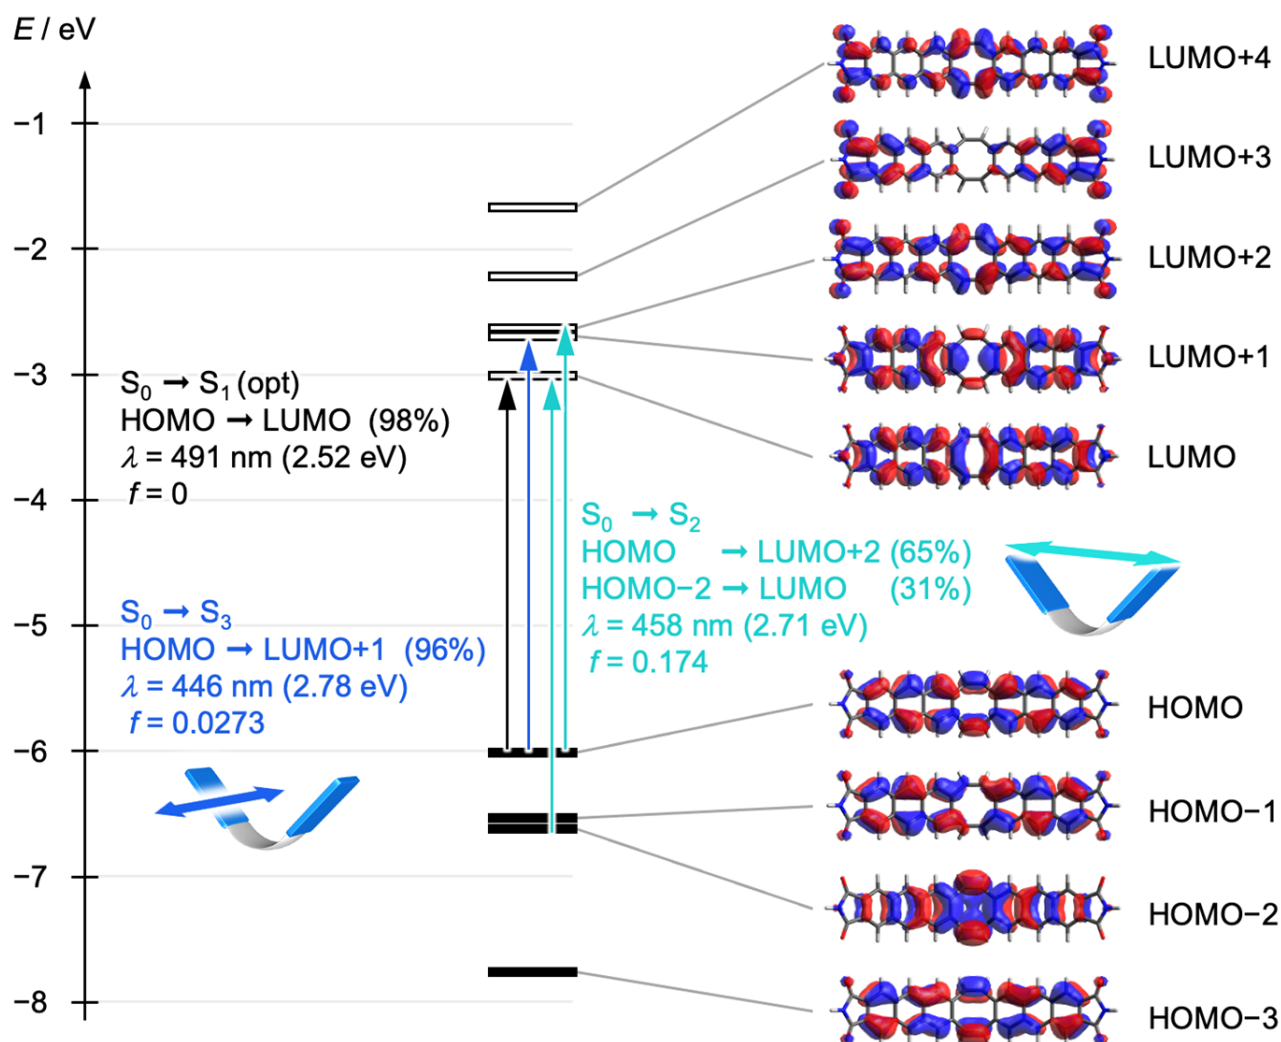 E / eV
−1
−2
−3
−4
−5
−6
−7
−8
S₀ → S₁ (opt)
HOMO → LUMO (98%)
λ = 491 nm (2.52 eV)
f = 0
S₀ → S₃
HOMO → LUMO+1 (96%)
λ = 446 nm (2.78 eV)
f = 0.0273
S₀ → S₂
HOMO → LUMO+2 (65%)
HOMO−2 → LUMO (31%)
λ = 458 nm (2.71 eV)
f = 0.174
LUMO+4
LUMO+3
LUMO+2
LUMO+1
LUMO
HOMO
HOMO−1
HOMO−2
HOMO−3